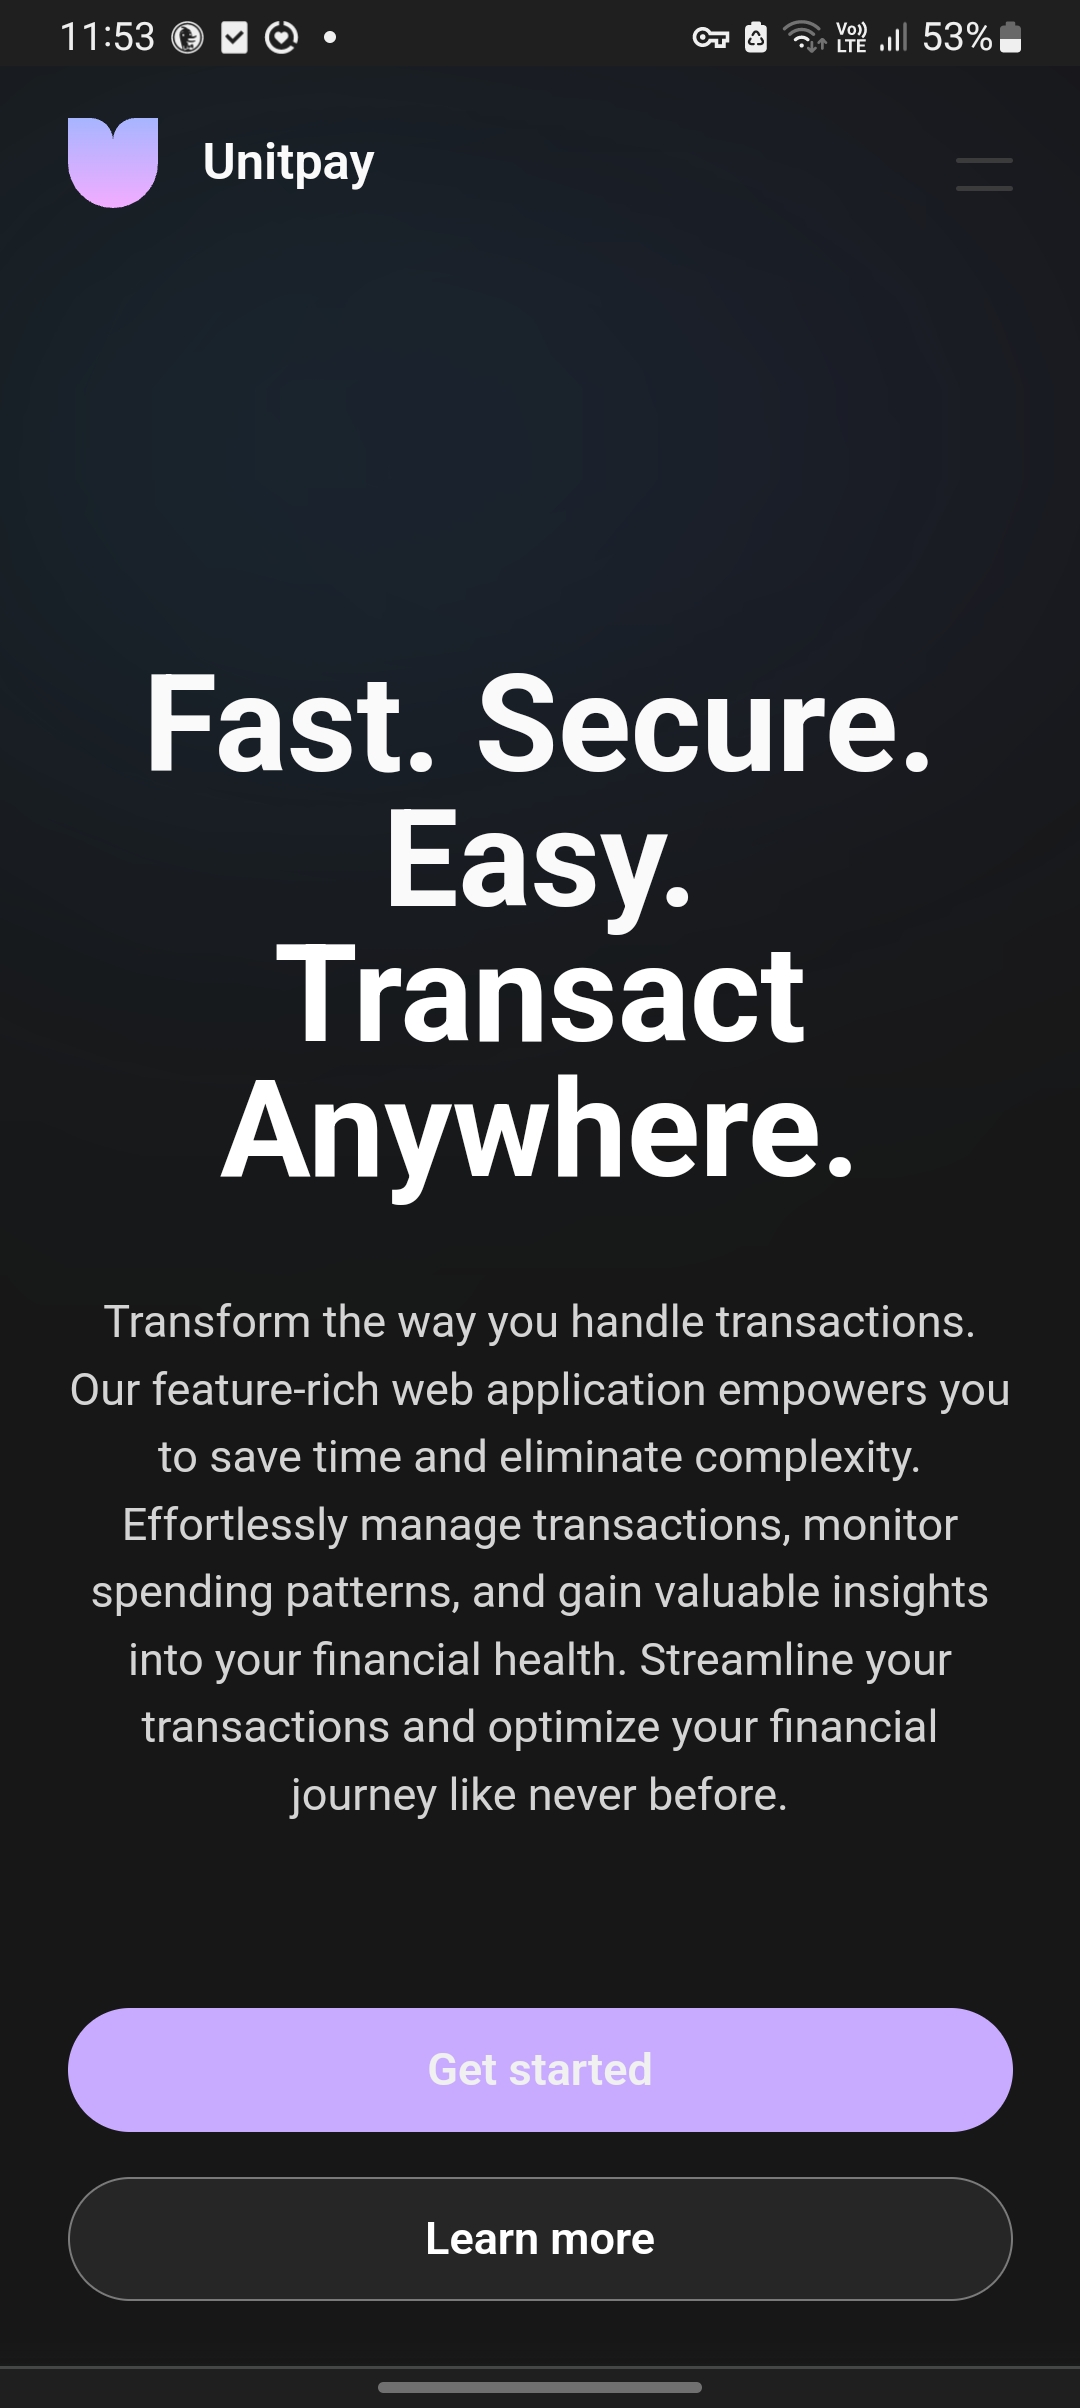 11:53
Vo)) LTE
53%
Unitpay
Fast. Secure.
Easy.
Transact
Anywhere.
Transform the way you handle transactions.
Our feature-rich web application empowers you
to save time and eliminate complexity.
Effortlessly manage transactions, monitor
spending patterns, and gain valuable insights
into your financial health. Streamline your
transactions and optimize your financial
journey like never before.
Get started
Learn more